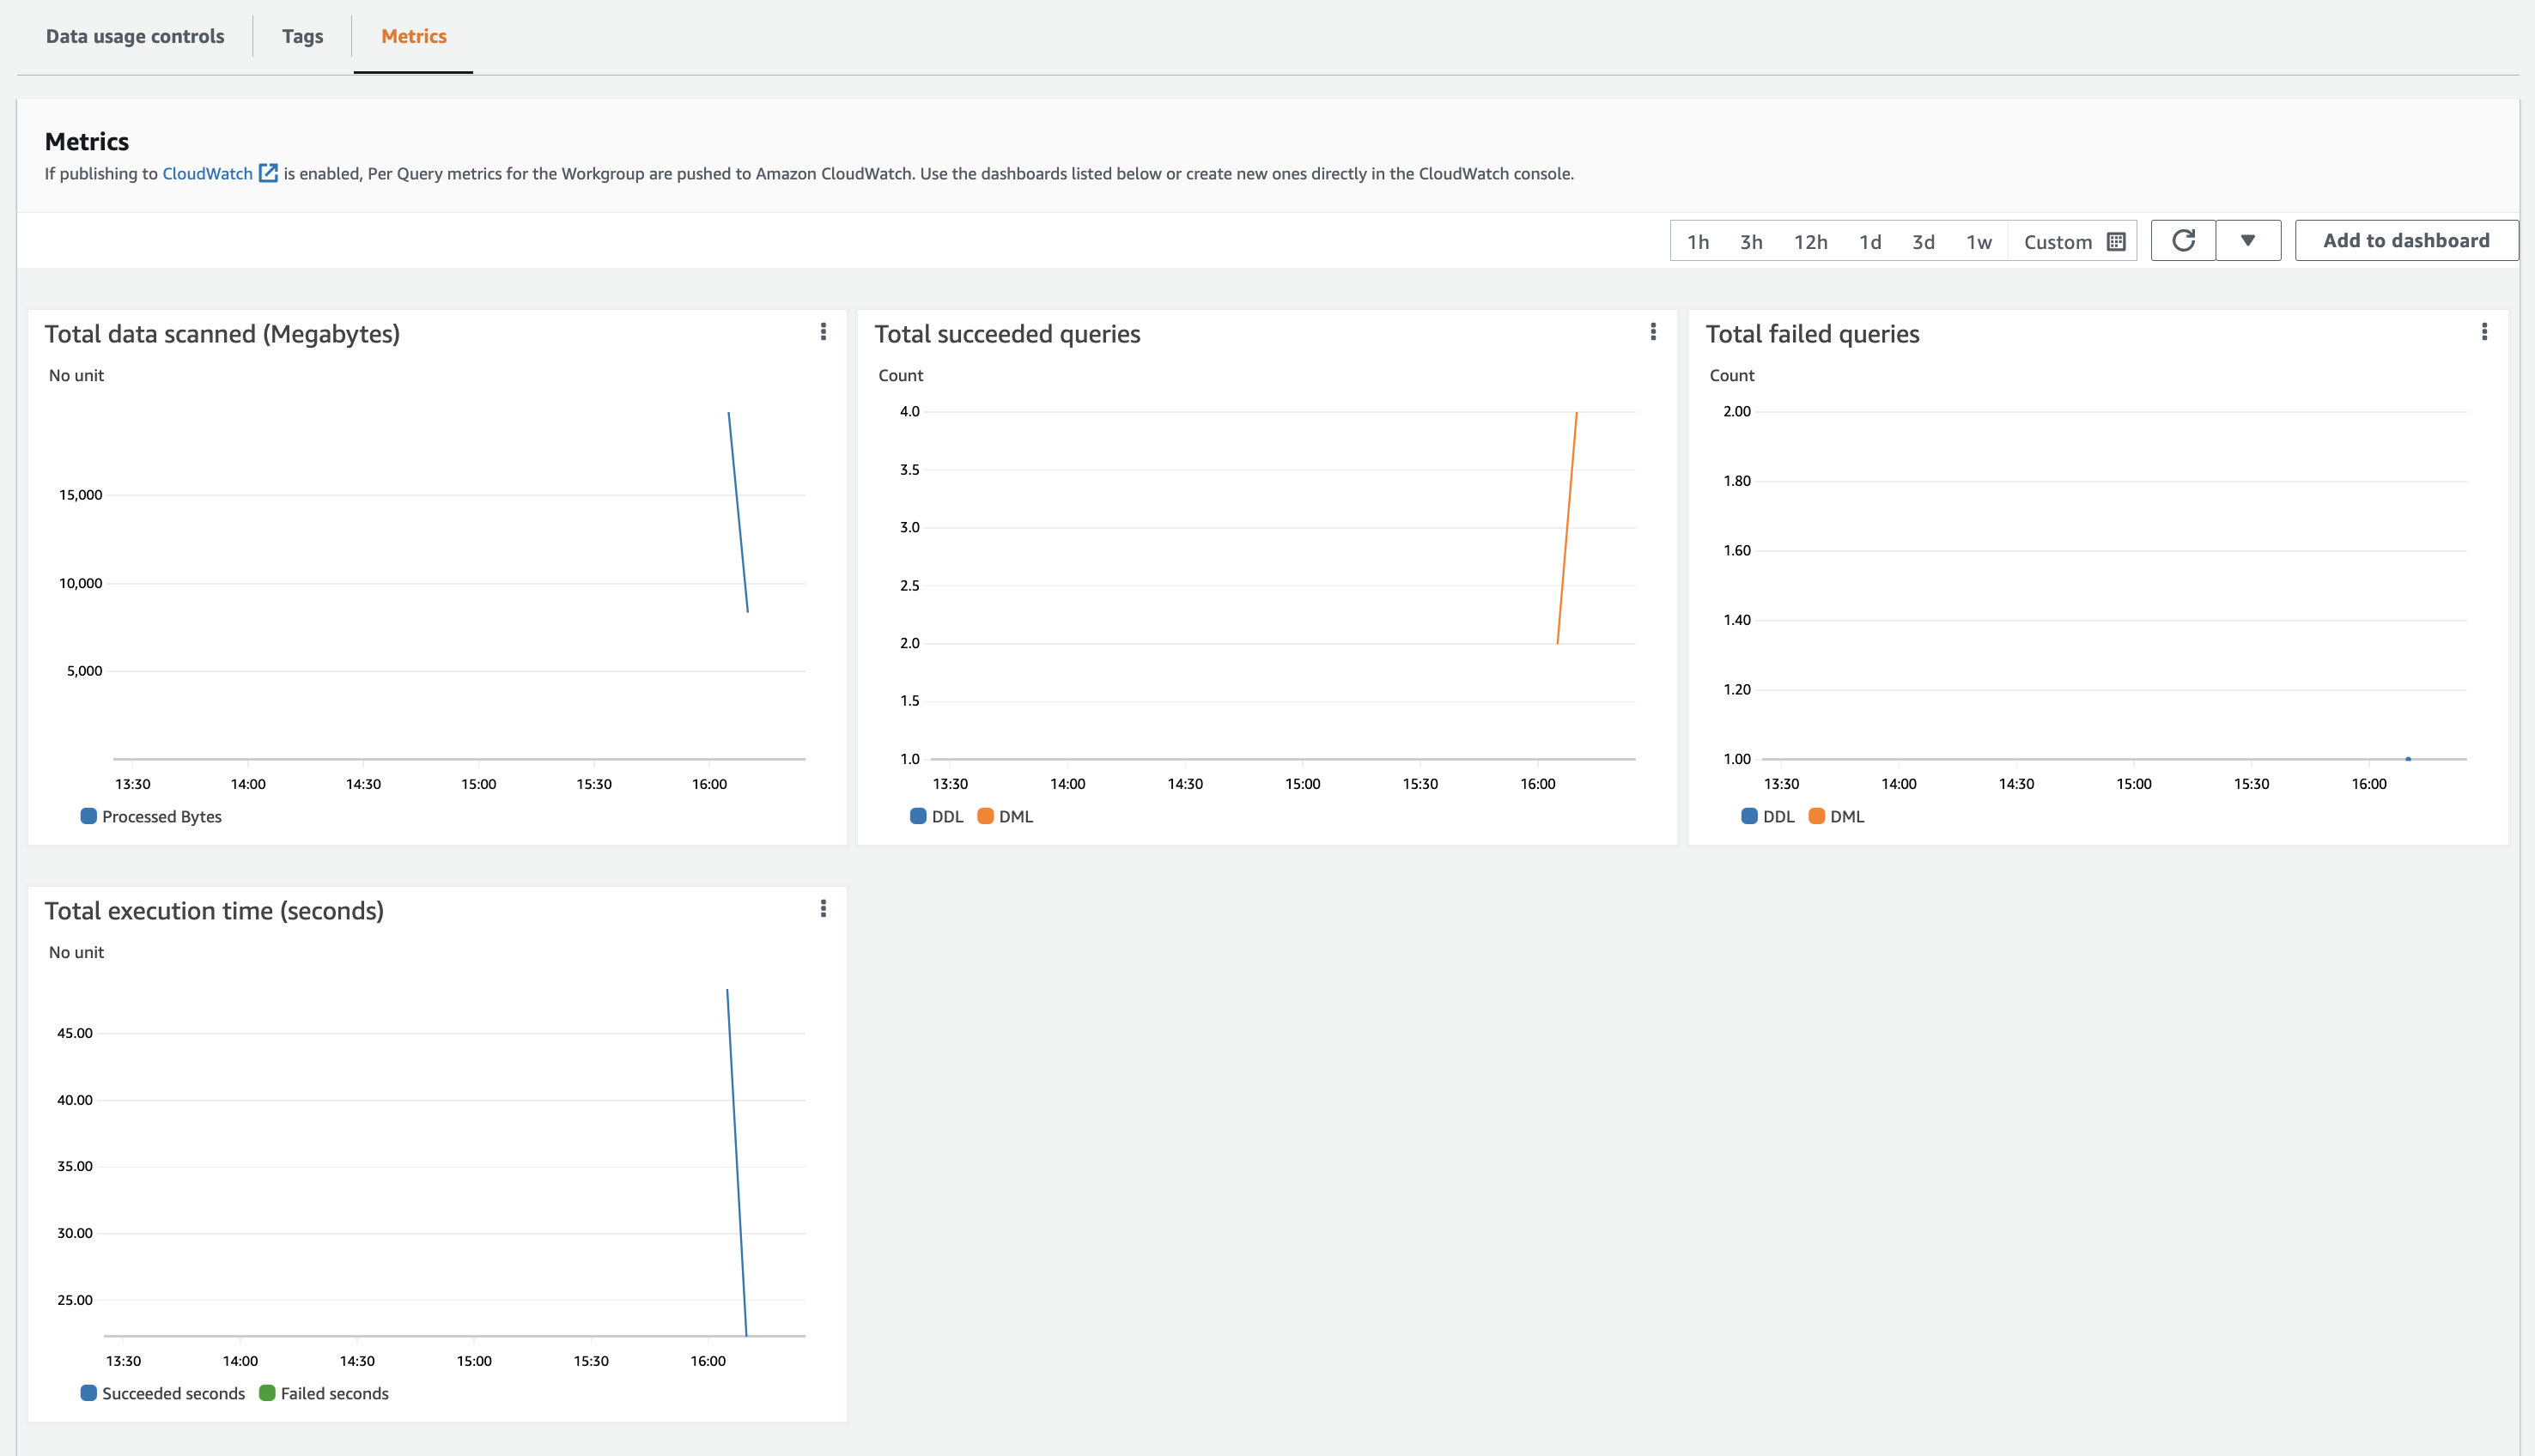 Data usage controls
Tags
Metrics
Metrics
If publishing to CloudWatch is enabled, Per Query metrics for the Workgroup are pushed to Amazon CloudWatch. Use the dashboards listed below or create new ones directly in the CloudWatch console.
1h 3h 12h 1d 3d 1w Custom
Add to dashboard
Total data scanned (Megabytes)
No unit
15,000
10,000
5,000
13:30 14:00 14:30 15:00 15:30 16:00
Processed Bytes
Total succeeded queries
Count
4.0
3.5
3.0
2.5
2.0
1.5
1.0
13:30 14:00 14:30 15:00 15:30 16:00
DDL DML
Total failed queries
Count
2.00
1.80
1.60
1.40
1.20
1.00
13:30 14:00 14:30 15:00 15:30 16:00
DDL DML
Total execution time (seconds)
No unit
45.00
40.00
35.00
30.00
25.00
13:30 14:00 14:30 15:00 15:30 16:00
Succeeded seconds Failed seconds